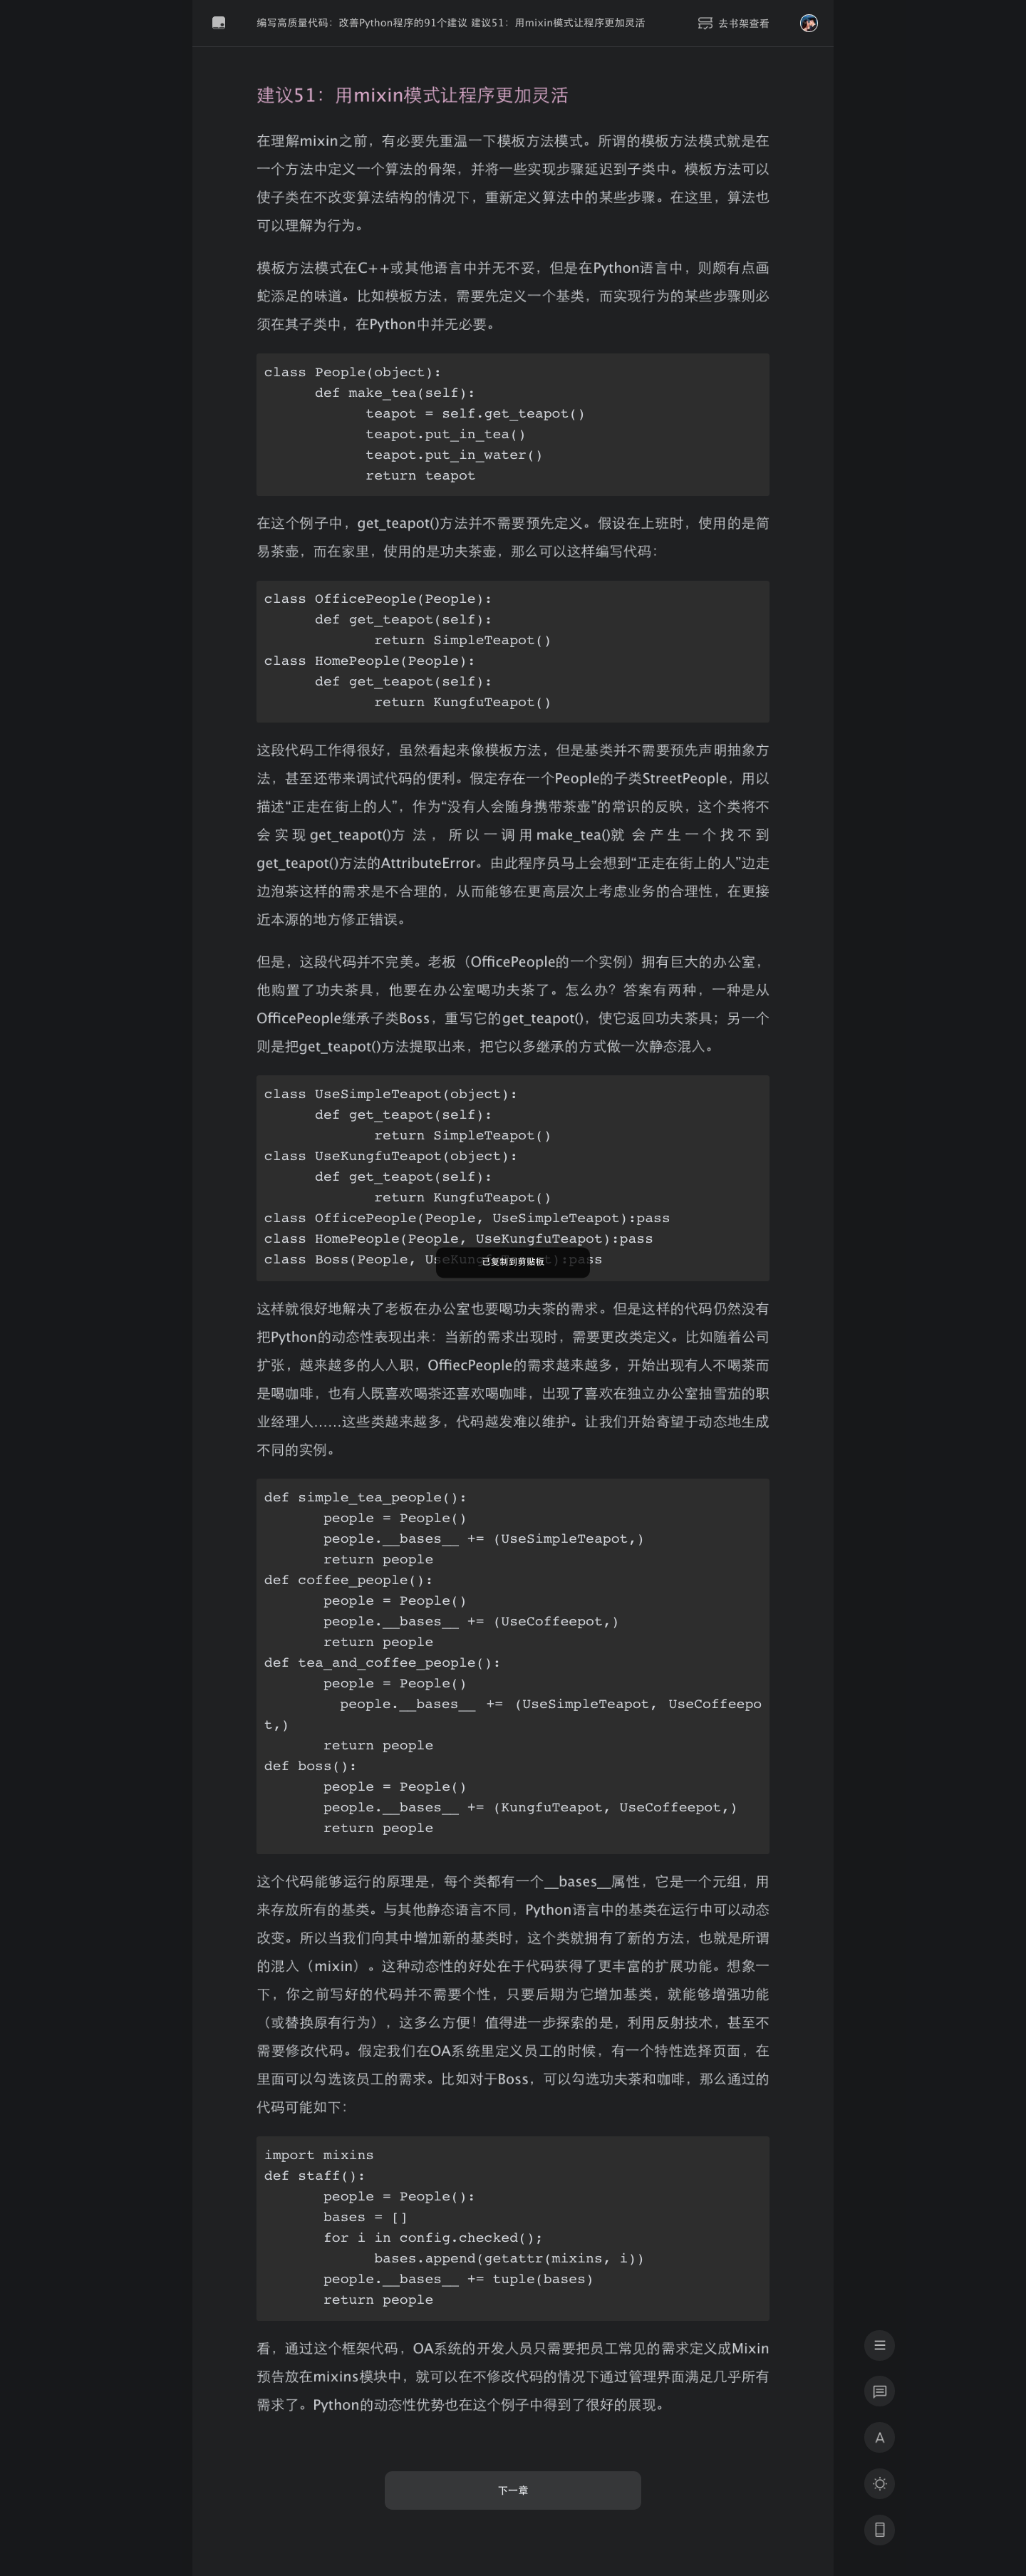 编写高质量代码：改善Python程序的91个建议 建议51：用mixin模式让程序更加灵活
去书架查看
建议51：用mixin模式让程序更加灵活
在理解mixin之前，有必要先重温一下模板方法模式。所谓的模板方法模式就是在
一个方法中定义一个算法的骨架，并将一些实现步骤延迟到子类中。模板方法可以
使子类在不改变算法结构的情况下，重新定义算法中的某些步骤。在这里，算法也
可以理解为行为。
模板方法模式在C++或其他语言中并无不妥，但是在Python语言中，则颇有点画
蛇添足的味道。比如模板方法，需要先定义一个基类，而实现行为的某些步骤则必
须在其子类中，在Python中并无必要。
class People(object):
def make_tea(self):
teapot = self.get_teapot()
teapot.put_in_tea()
teapot.put_in_water()
return teapot
在这个例子中，get_teapot()方法并不需要预先定义。假设在上班时，使用的是简
易茶壶，而在家里，使用的是功夫茶壶，那么可以这样编写代码：
class OfficePeople(People):
def get_teapot(self):
return SimpleTeapot()
class HomePeople(People):
def get_teapot(self):
return KungfuTeapot()
这段代码工作得很好，虽然看起来像模板方法，但是基类并不需要预先声明抽象方
法，甚至还带来调试代码的便利。假定存在一个People的子类StreetPeople，用以
描述“正走在街上的人”，作为“没有人会随身携带茶壶”的常识的反映，这个类将不
会实现get_teapot()方法，所以一调用make_tea()就会产生一个找不到
get_teapot()方法的AttributeError。由此程序员马上会想到“正走在街上的人”边走
边泡茶这样的需求是不合理的，从而能够在更高层次上考虑业务的合理性，在更接
近本源的地方修正错误。
但是，这段代码并不完美。老板（OfficePeople的一个实例）拥有巨大的办公室，
他购置了功夫茶具，他要在办公室喝功夫茶了。怎么办？答案有两种，一种是从
OfficePeople继承子类Boss，重写它的get_teapot()，使它返回功夫茶具；另一个
则是把get_teapot()方法提取出来，把它以多继承的方式做一次静态混入。
class UseSimpleTeapot(object):
def get_teapot(self):
return SimpleTeapot()
class UseKungfuTeapot(object):
def get_teapot(self):
return KungfuTeapot()
class OfficePeople(People, UseSimpleTeapot):pass
class HomePeople(People, UseKungfuTeapot):pass
class Boss(People, UseKungfuTeapot):pass
已复制到剪贴板
这样就很好地解决了老板在办公室也要喝功夫茶的需求。但是这样的代码仍然没有
把Python的动态性表现出来：当新的需求出现时，需要更改类定义。比如随着公司
扩张，越来越多的人入职，OffiecPeople的需求越来越多，开始出现有人不喝茶而
是喝咖啡，也有人既喜欢喝茶还喜欢喝咖啡，出现了喜欢在独立办公室抽雪茄的职
业经理人……这些类越来越多，代码越发难以维护。让我们开始寄望于动态地生成
不同的实例。
def simple_tea_people():
people = People()
people.__bases__ += (UseSimpleTeapot,)
return people
def coffee_people():
people = People()
people.__bases__ += (UseCoffeepot,)
return people
def tea_and_coffee_people():
people = People()
people.__bases__ += (UseSimpleTeapot, UseCoffeepo
t,)
return people
def boss():
people = People()
people.__bases__ += (KungfuTeapot, UseCoffeepot,)
return people
这个代码能够运行的原理是，每个类都有一个__bases__属性，它是一个元组，用
来存放所有的基类。与其他静态语言不同，Python语言中的基类在运行中可以动态
改变。所以当我们向其中增加新的基类时，这个类就拥有了新的方法，也就是所谓
的混入（mixin）。这种动态性的好处在于代码获得了更丰富的扩展功能。想象一
下，你之前写好的代码并不需要个性，只要后期为它增加基类，就能够增强功能
（或替换原有行为），这多么方便！值得进一步探索的是，利用反射技术，甚至不
需要修改代码。假定我们在OA系统里定义员工的时候，有一个特性选择页面，在
里面可以勾选该员工的需求。比如对于Boss，可以勾选功夫茶和咖啡，那么通过的
代码可能如下：
import mixins
def staff():
people = People():
bases = []
for i in config.checked();
bases.append(getattr(mixins, i))
people.__bases__ += tuple(bases)
return people
看，通过这个框架代码，OA系统的开发人员只需要把员工常见的需求定义成Mixin
预告放在mixins模块中，就可以在不修改代码的情况下通过管理界面满足几乎所有
需求了。Python的动态性优势也在这个例子中得到了很好的展现。
下一章
A